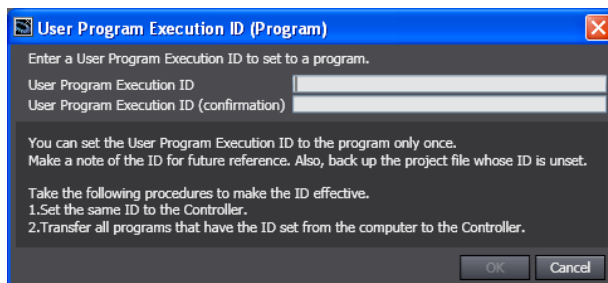 User Program Execution ID (Program)
Enter a User Program Execution ID to set to a program.
User Program Execution ID
User Program Execution ID (confirmation)
You can set the User Program Execution ID to the program only once.
Make a note of the ID for future reference. Also, back up the project file whose ID is unset.
Take the following procedures to make the ID effective.
1.Set the same ID to the Controller.
2.Transfer all programs that have the ID set from the computer to the Controller.
OK Cancel